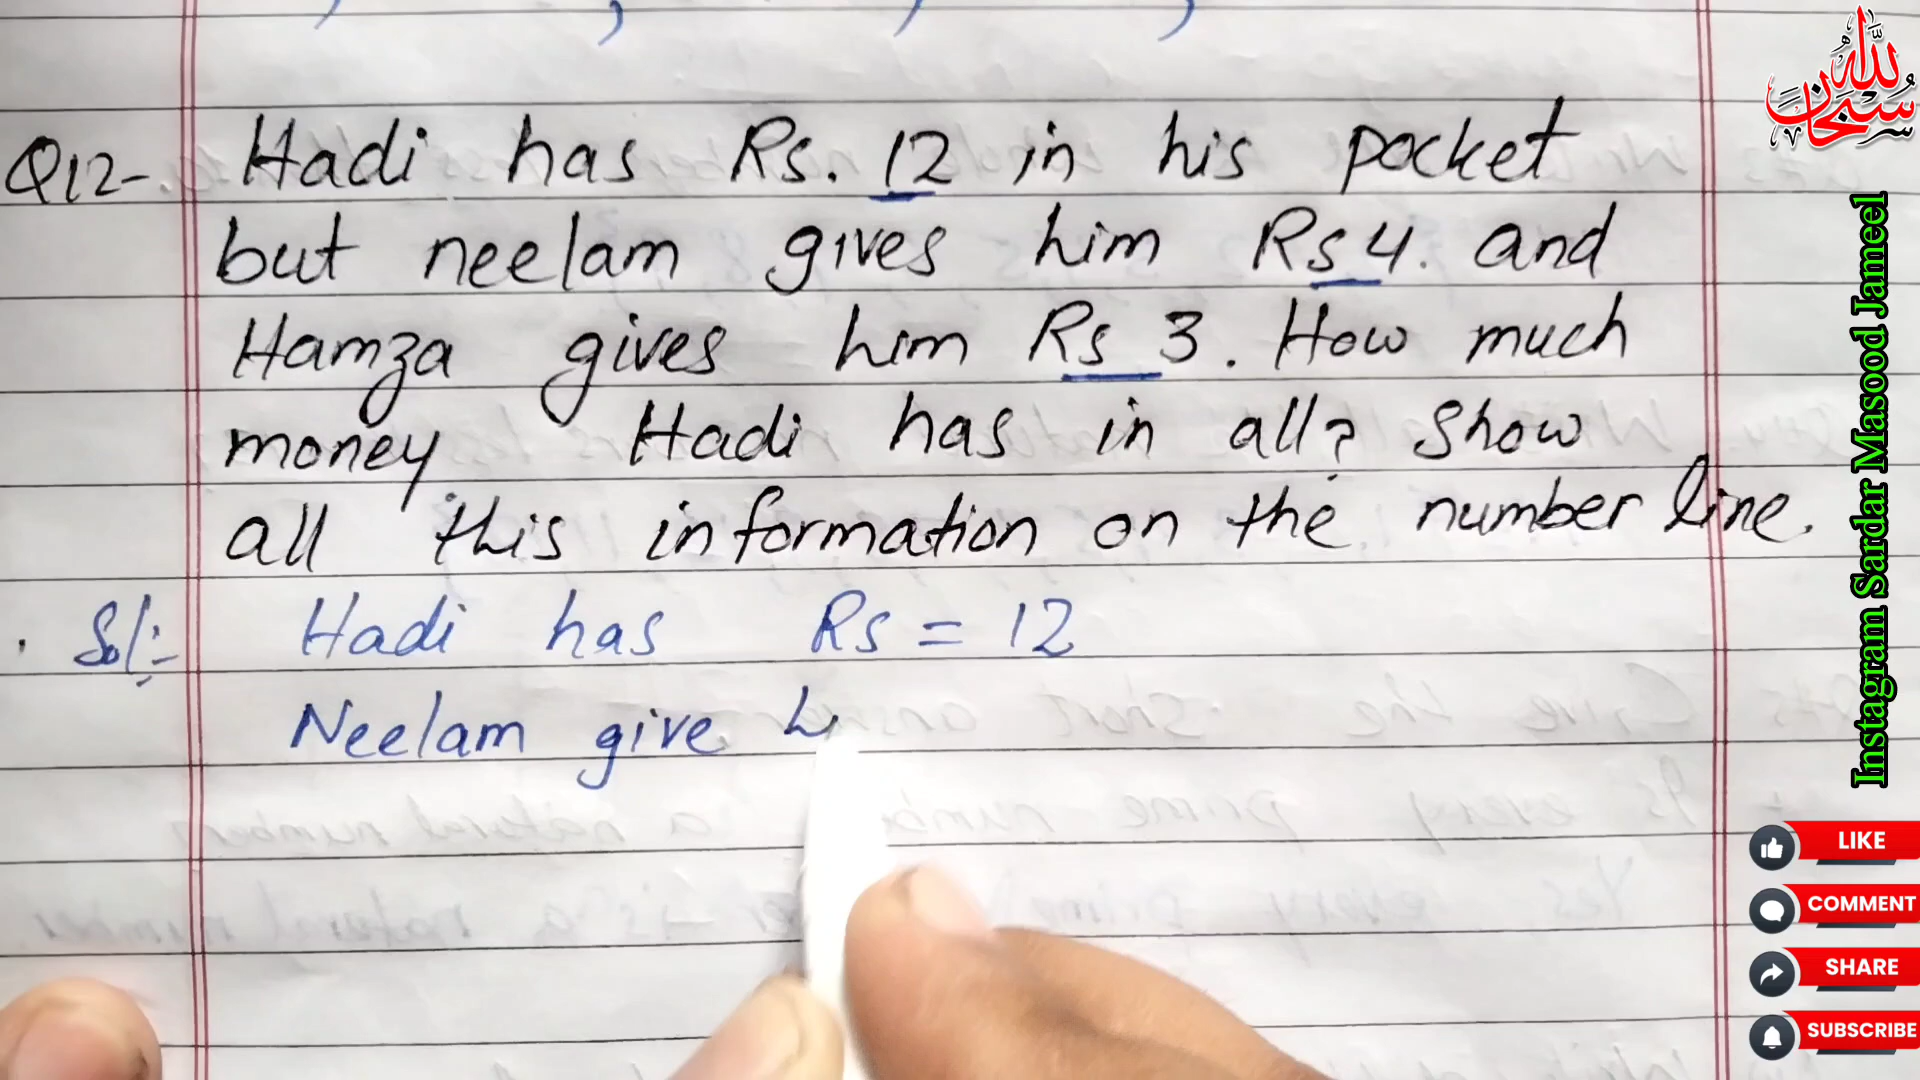 Q12- Hadi has Rs. 12 in his pocket
but neelam gives him Rs 4. and
Hamza gives him Rs 3. How much
money Hadi has in all? Show
all this information on the number line.
Sol:- Hadi has Rs = 12
Neelam give
سُبْحَانَ اللّٰه
Instagram Sardar Masood Jameel
LIKE
COMMENT
SHARE
SUBSCRIBE